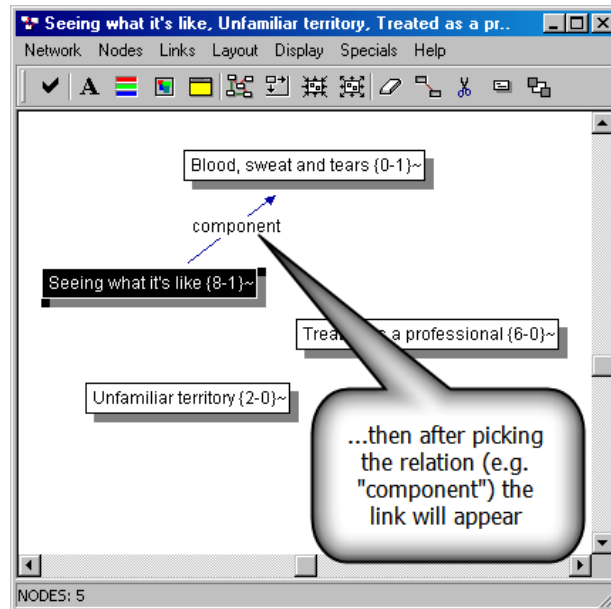 Seeing what it's like, Unfamiliar territory, Treated as a pr..
Network Nodes Links Layout Display Specials Help
A
Blood, sweat and tears {0-1}~
component
Seeing what it's like {8-1}~
Treated as a professional {6-0}~
Unfamiliar territory {2-0}~
...then after picking
the relation (e.g.
"component") the
link will appear
NODES: 5